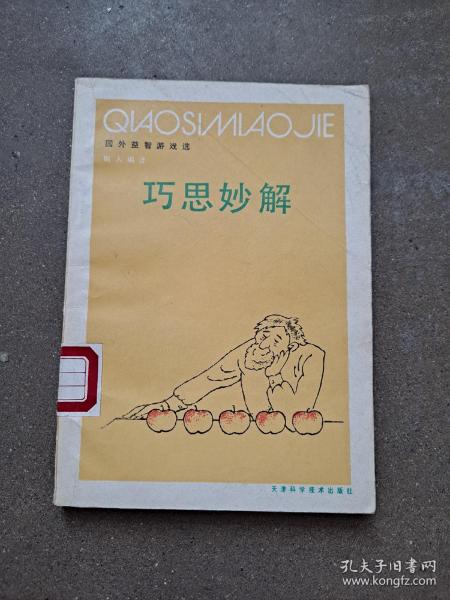 QIAOSIMIAOJIE
国外益智游戏选
巧思妙解
天津科学技术出版社
孔夫子旧书网
www.kongfz.com